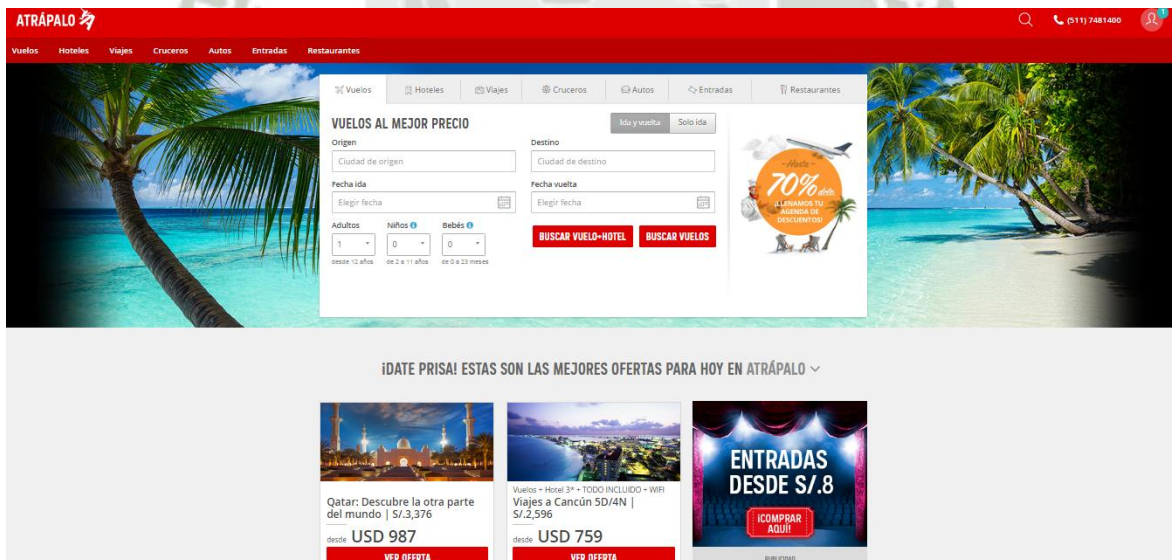 ATRÁPALO
(511) 7481400
1
Vuelos Hoteles Viajes Cruceros Autos Entradas Restaurantes
Vuelos Hoteles Viajes Cruceros Autos Entradas Restaurantes
VUELOS AL MEJOR PRECIO
Ida y vuelta Solo ida
Origen Destino
Ciudad de origen Ciudad de destino
Fecha ida Fecha vuelta
Elegir fecha Elegir fecha
Adultos Niños Bebés
1 0 0
desde 12 años de 2 a 11 años de 0 a 23 meses
BUSCAR VUELO+HOTEL BUSCAR VUELOS
- Hasta -
70% dcto.
¡LLENAMOS TU
AGENDA DE
DESCUENTOS!
¡DATE PRISA! ESTAS SON LAS MEJORES OFERTAS PARA HOY EN ATRÁPALO
Qatar: Descubre la otra parte
del mundo | S/.3,376
desde USD 987
VER OFERTA
Vuelos + Hotel 3* + TODO INCLUIDO + WIFI
Viajes a Cancún 5D/4N |
S/.2,596
desde USD 759
VER OFERTA
ENTRADAS
DESDE S/.8
¡COMPRAR
AQUÍ!
PUBLICIDAD